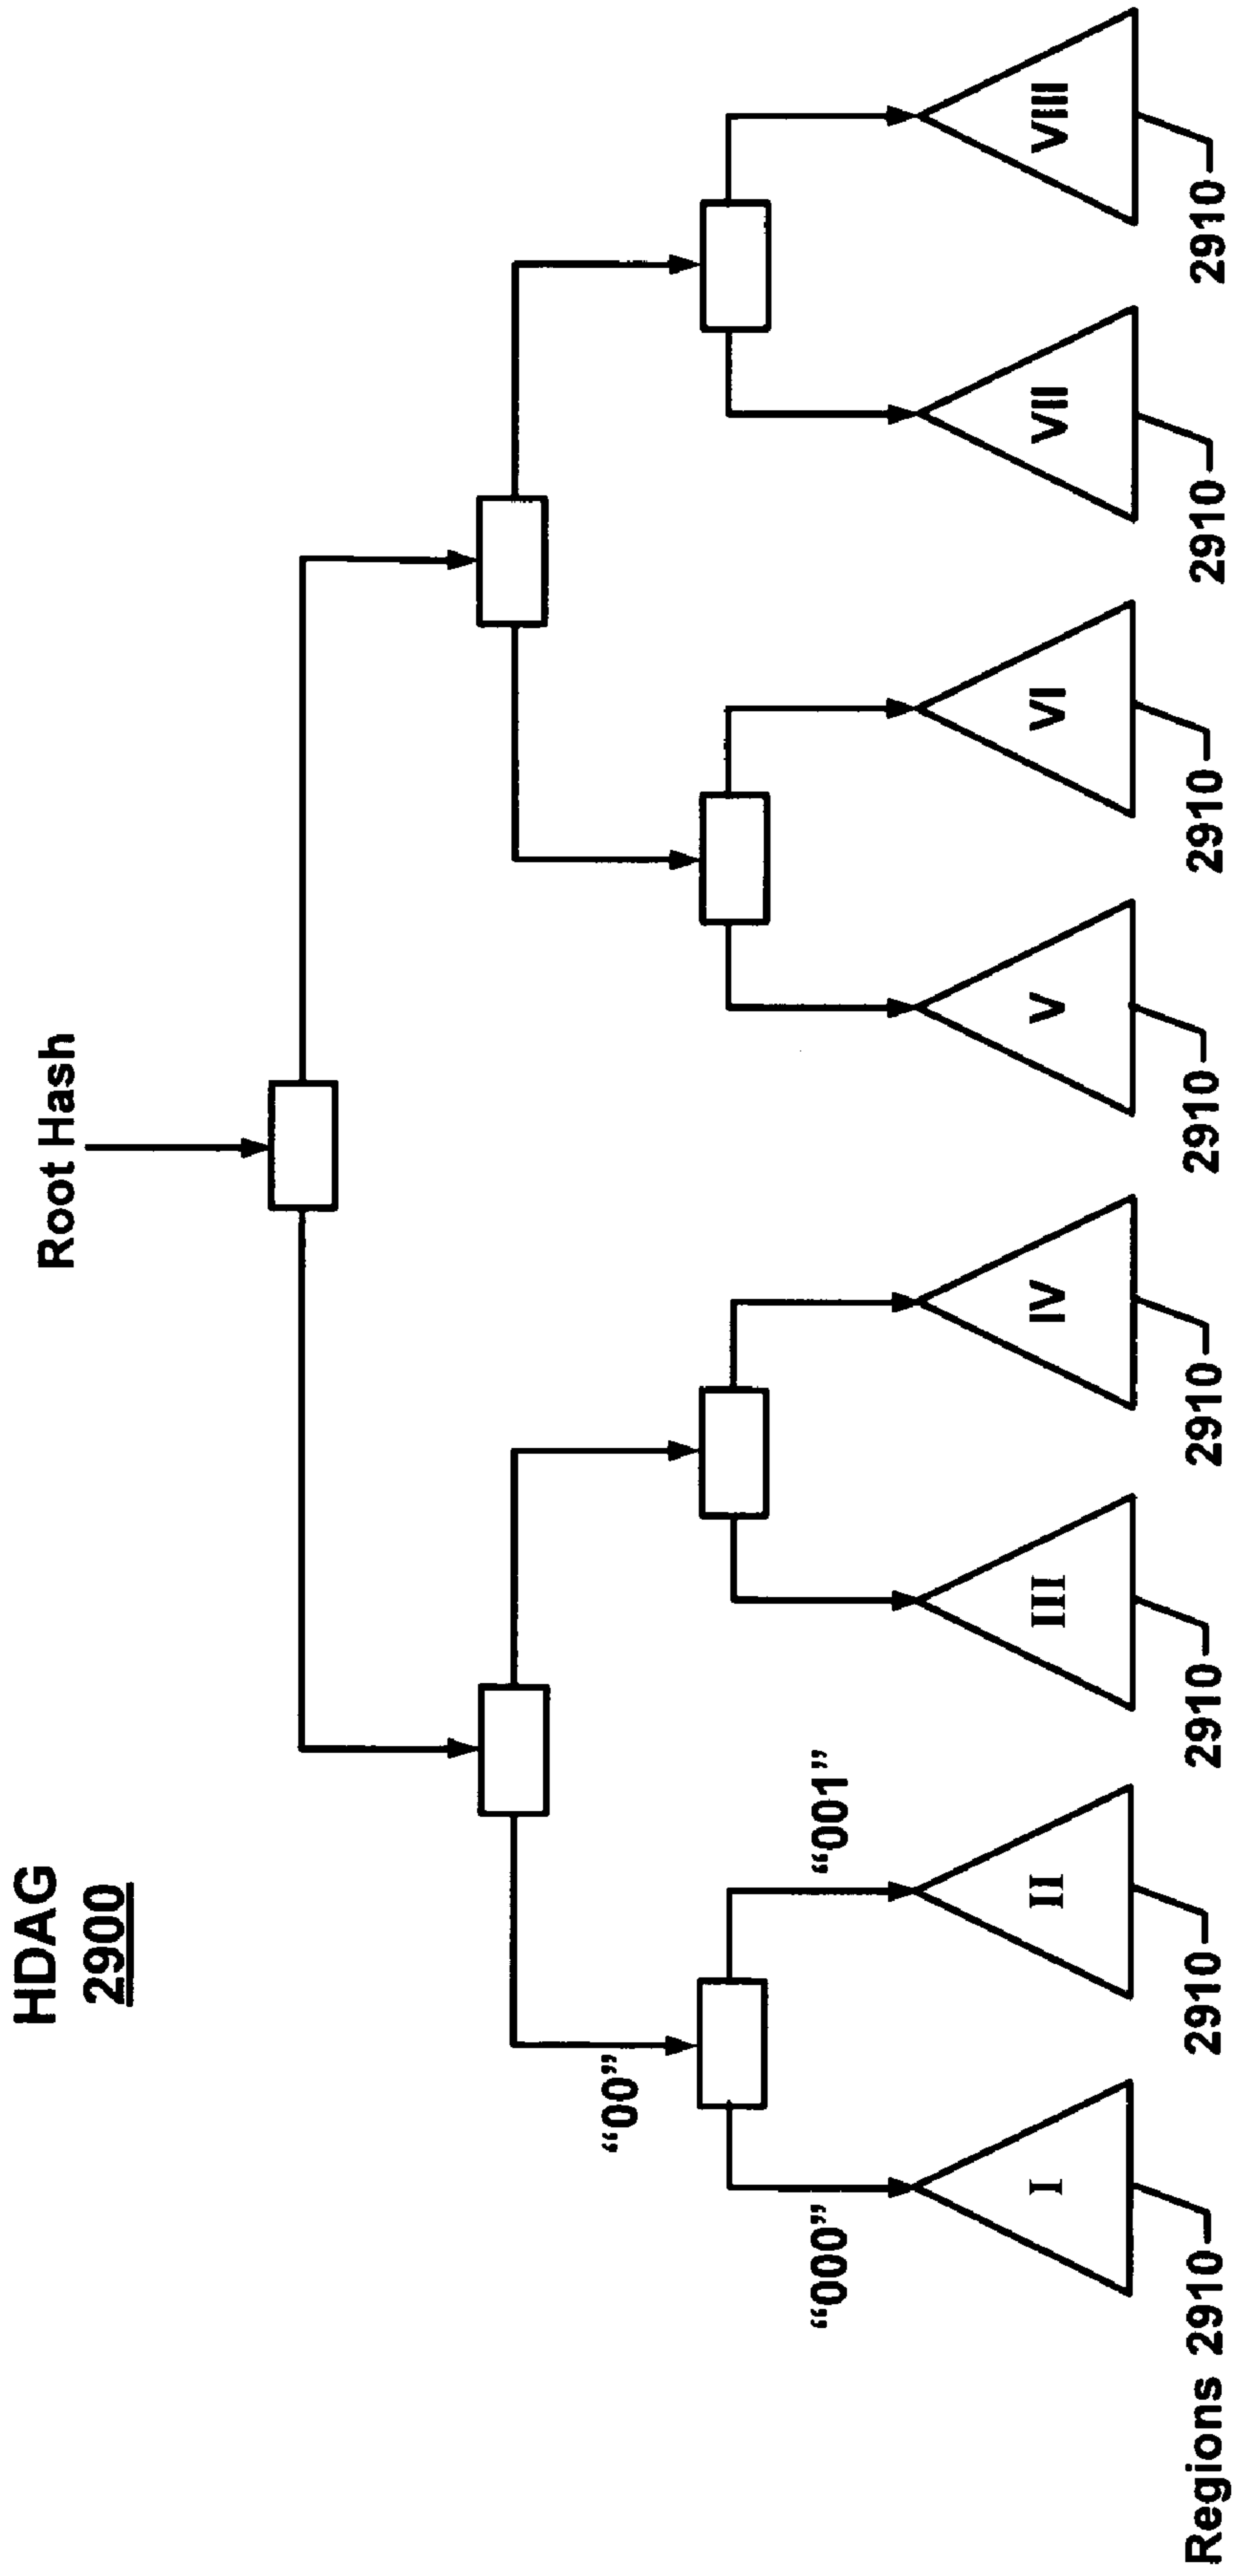 HDAG
2900
Root Hash
“00”
“000”
“001”
I
II
III
IV
V
VI
VII
VIII
Regions 2910
2910
2910
2910
2910
2910
2910
2910